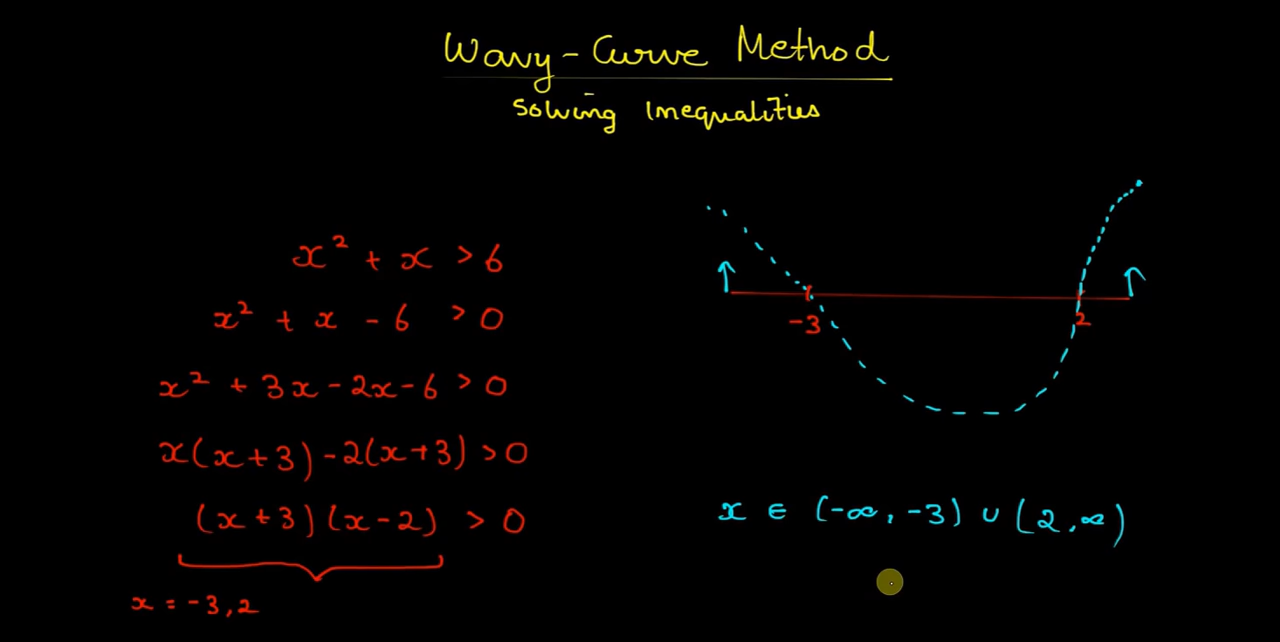 Wavy-Curve Method
Solving Inequalities
x² + x > 6
x² + x - 6 > 0
x² + 3x - 2x - 6 > 0
x(x+3) - 2(x+3) > 0
(x+3)(x-2) > 0
x = -3, 2
-3
2
x ∈ (-∞, -3) ∪ (2, ∞)